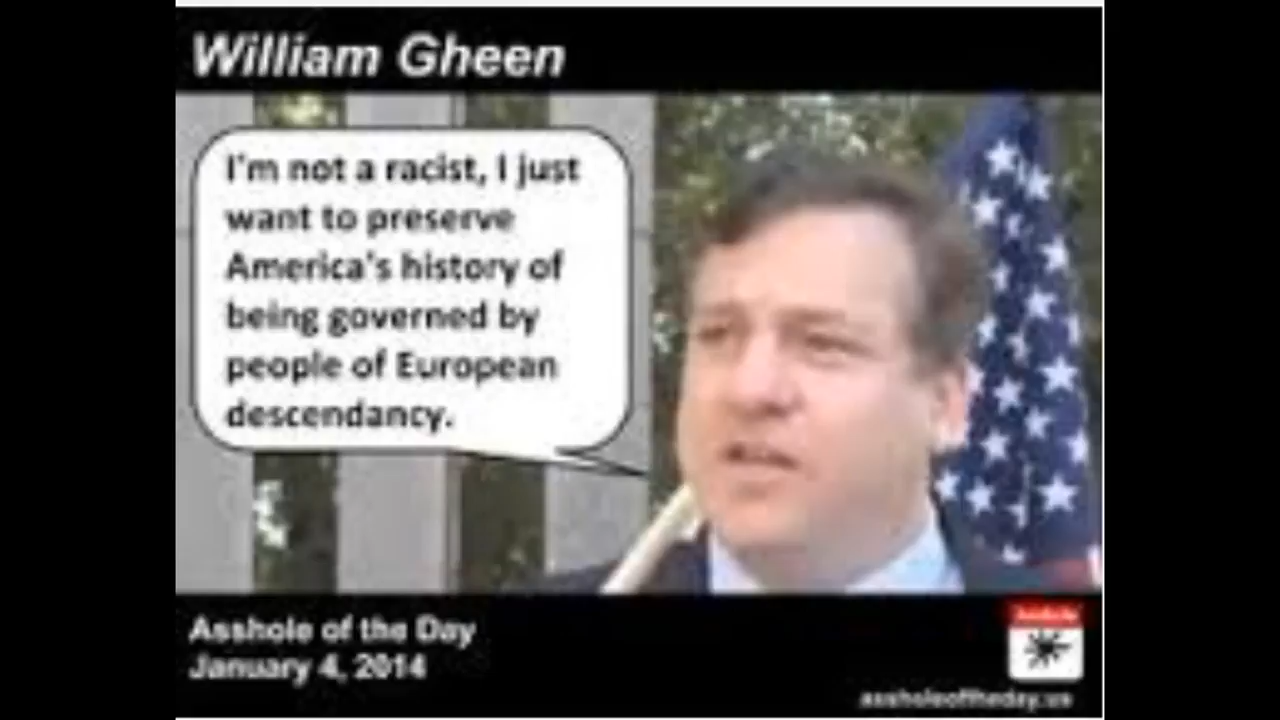 William Gheen
I'm not a racist, I just
want to preserve
America's history of
being governed by
people of European
descendancy.
Asshole of the Day
January 4, 2014
assholeoftheday.us